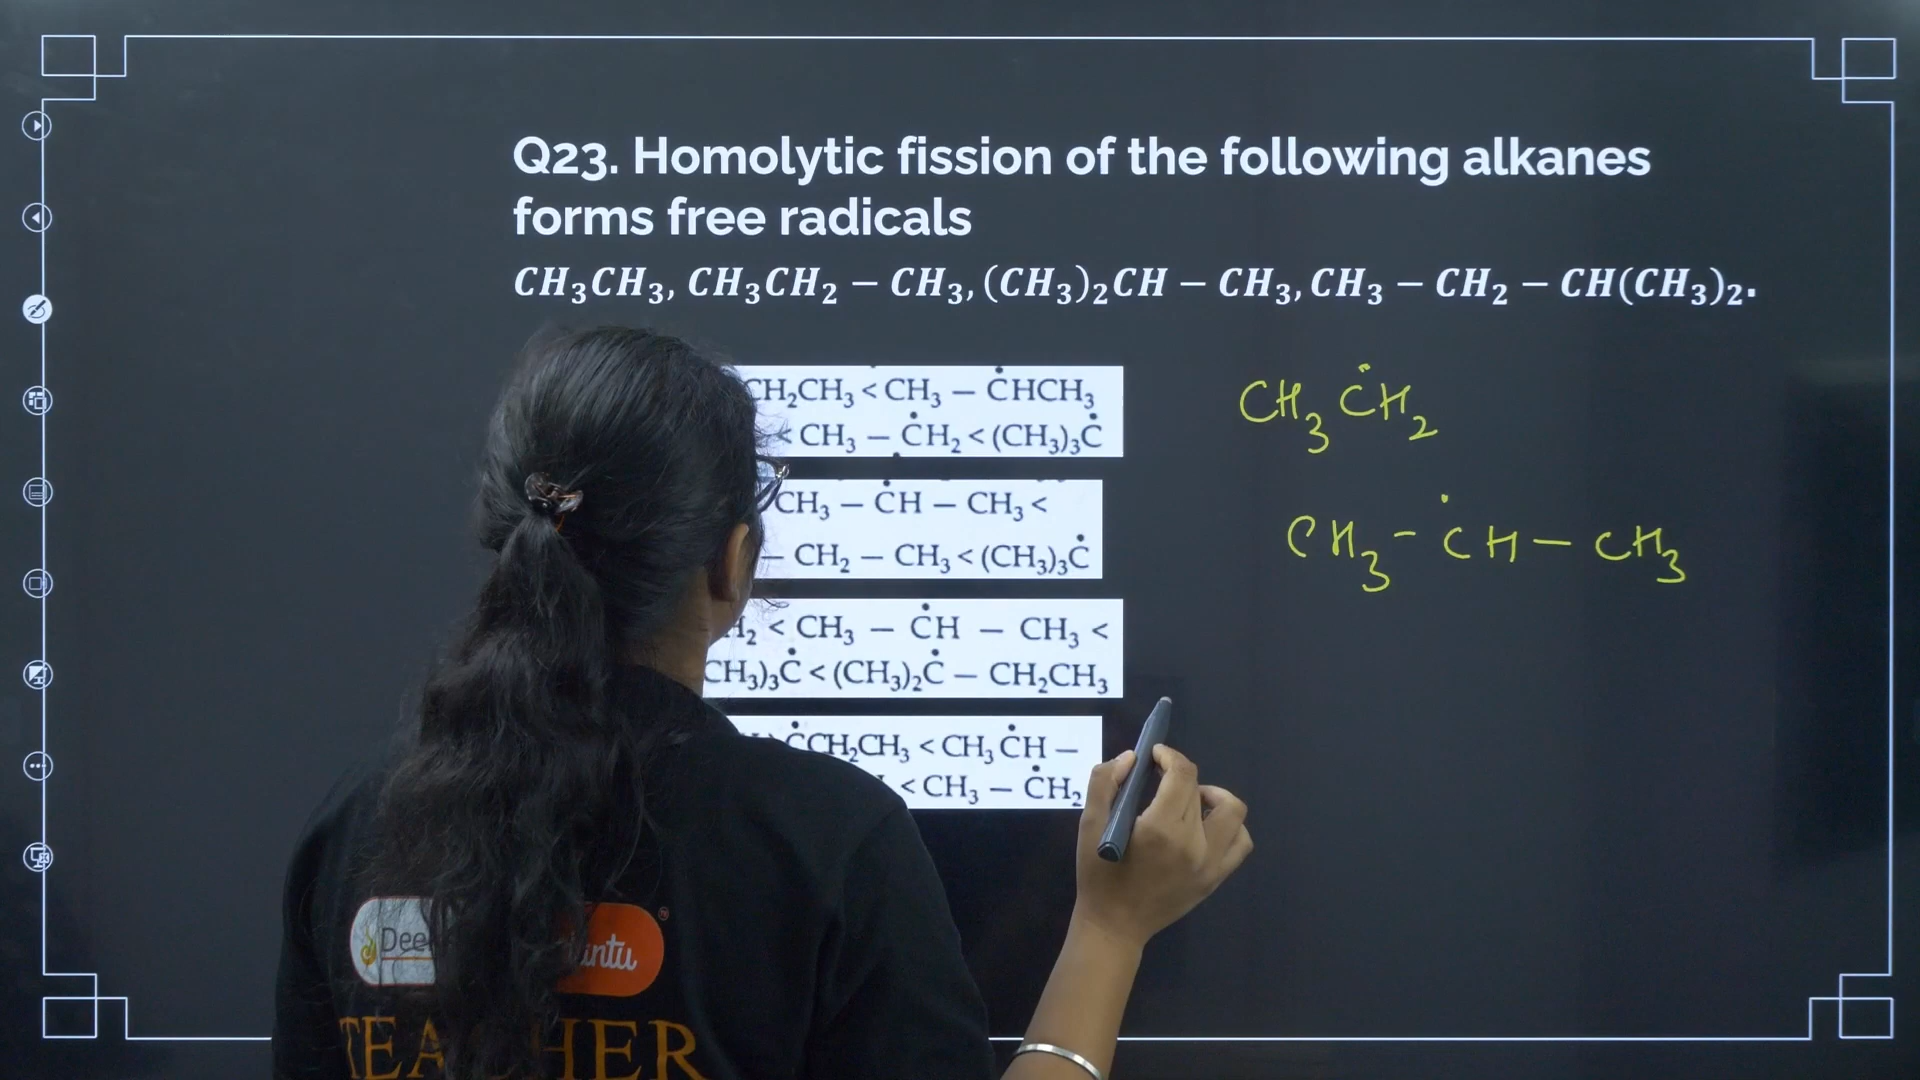 Q23. Homolytic fission of the following alkanes
forms free radicals
CH₃CH₃, CH₃CH₂ − CH₃, (CH₃)₂CH − CH₃, CH₃ − CH₂ − CH(CH₃)₂.
CH₂CH₃ < CH₃ − ĊHCH₃
< CH₃ − ĊH₂ < (CH₃)₃Ċ
CH₃ − ĊH − CH₃ <
− CH₂ − CH₃ < (CH₃)₃Ċ
H₂ < CH₃ − ĊH − CH₃ <
CH₃)₃Ċ < (CH₃)₂Ċ − CH₂CH₃
ĊCH₂CH₃ < CH₃ĊH −
< CH₃ − ĊH₂
CH₃ĊH₂
CH₃ − ĊH − CH₃
TEACHER